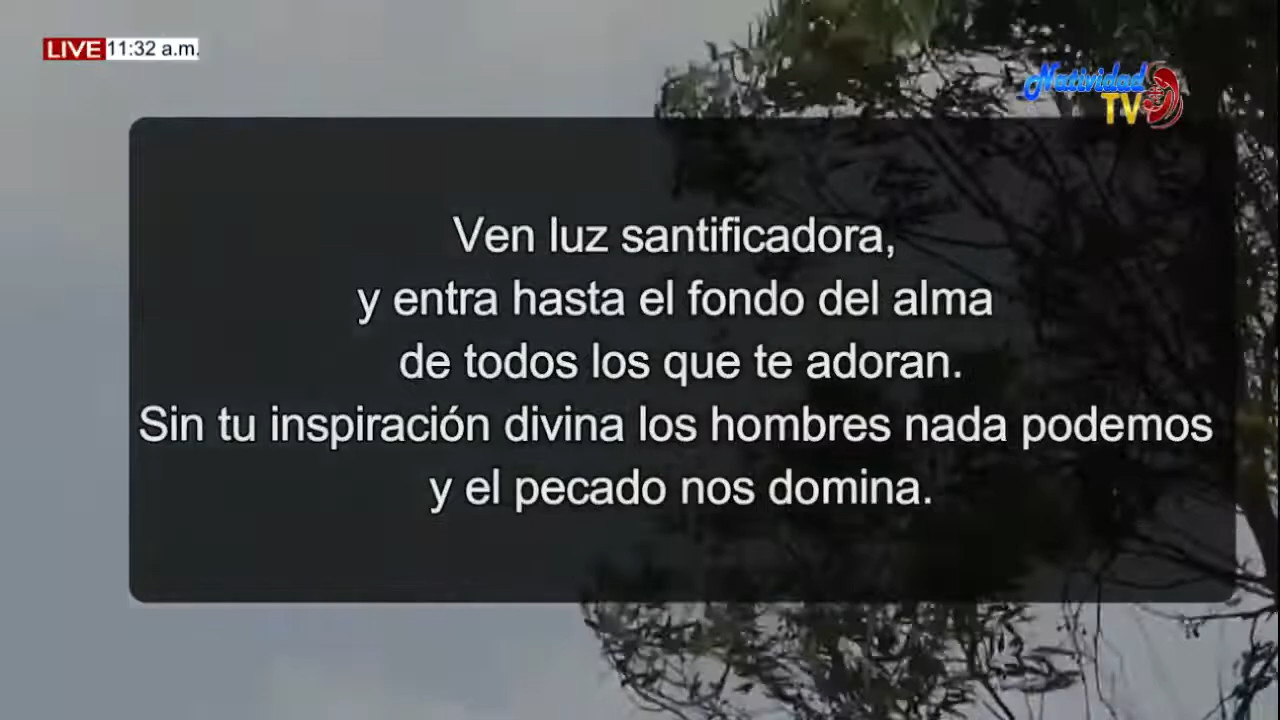 LIVE 11:32 a.m.
Natividad
TV
Ven luz santificadora,
y entra hasta el fondo del alma
de todos los que te adoran.
Sin tu inspiración divina los hombres nada podemos
y el pecado nos domina.